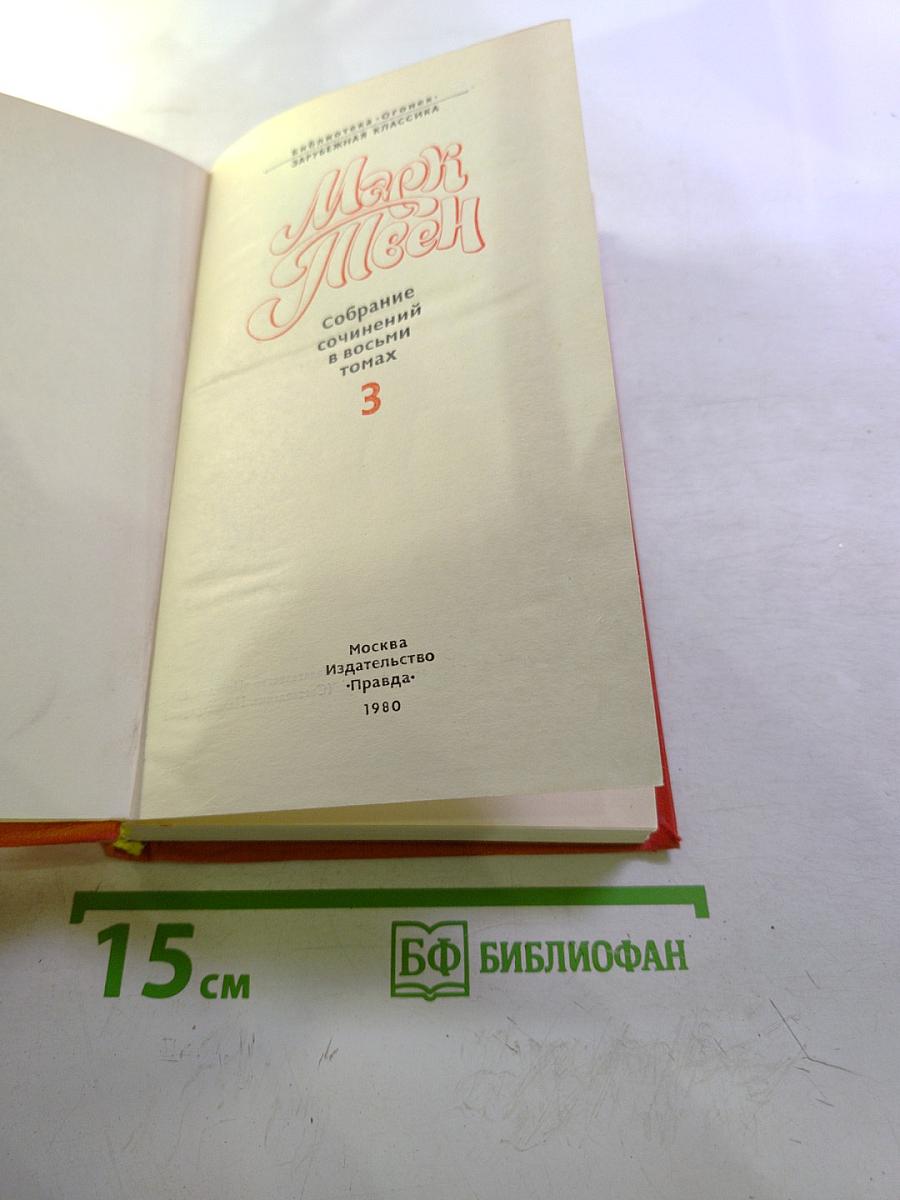 Библиотека «Огонек»
ЗАРУБЕЖНАЯ КЛАССИКА
Марк
Твен
Собрание
сочинений
в восьми
томах
3
Москва
Издательство
«Правда»
1980
15 см
БФ БИБЛИОФАН